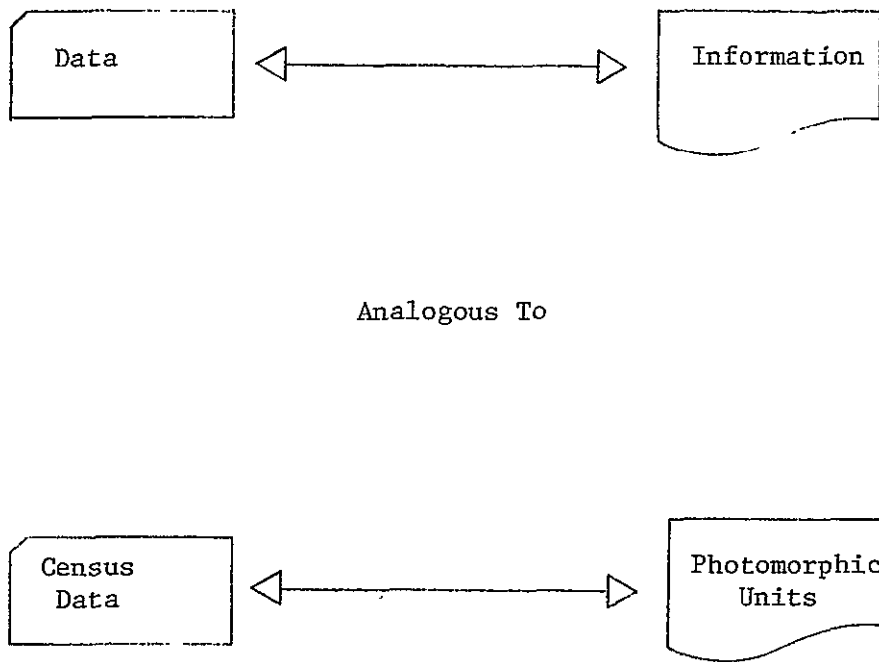 Data
Information
Analogous To
Census
Data
Photomorphic
Units